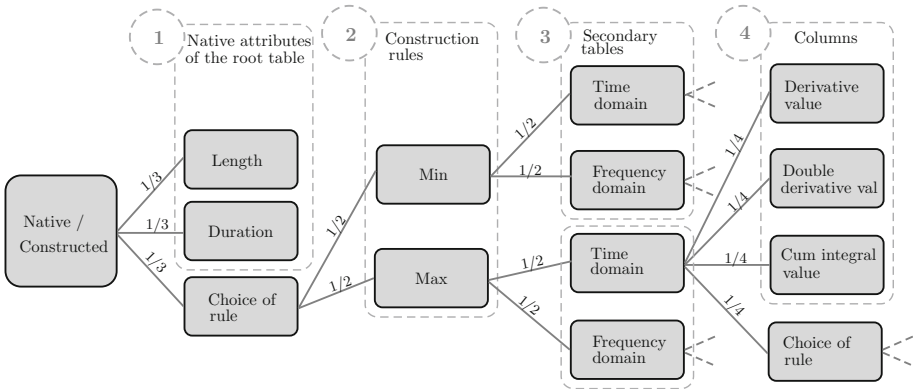 1
Native attributes
of the root table
2
Construction
rules
3
Secondary
tables
4
Columns
Native /
Constructed
1/3
1/3
1/3
Length
Duration
Choice of
rule
1/2
1/2
Min
Max
1/2
1/2
1/2
1/2
Time
domain
Frequency
domain
Time
domain
Frequency
domain
1/4
1/4
1/4
1/4
Derivative
value
Double
derivative val
Cum integral
value
Choice of
rule